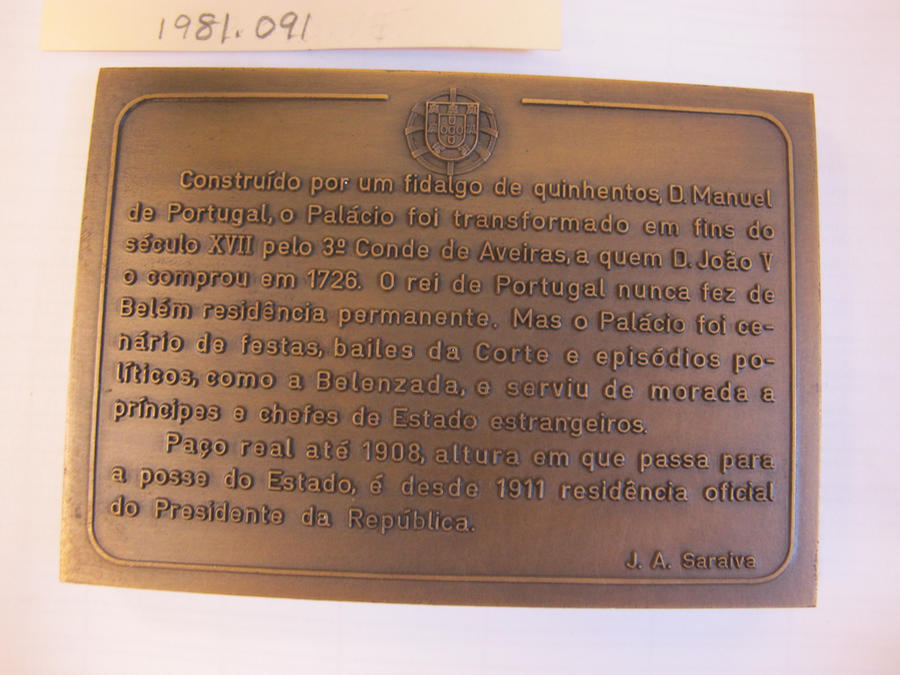 1981.091
Construído por um fidalgo de quinhentos, D. Manuel
de Portugal, o Palácio foi transformado em fins do
século XVII pelo 3º Conde de Aveiras, a quem D. João V
o comprou em 1726. O rei de Portugal nunca fez de
Belém residência permanente. Mas o Palácio foi ce-
nário de festas, bailes da Corte e episódios po-
líticos, como a Belenzada, e serviu de morada a
príncipes e chefes de Estado estrangeiros.
Paço real até 1908, altura em que passa para
a posse do Estado, é desde 1911 residência oficial
do Presidente da República.
J. A. Saraiva